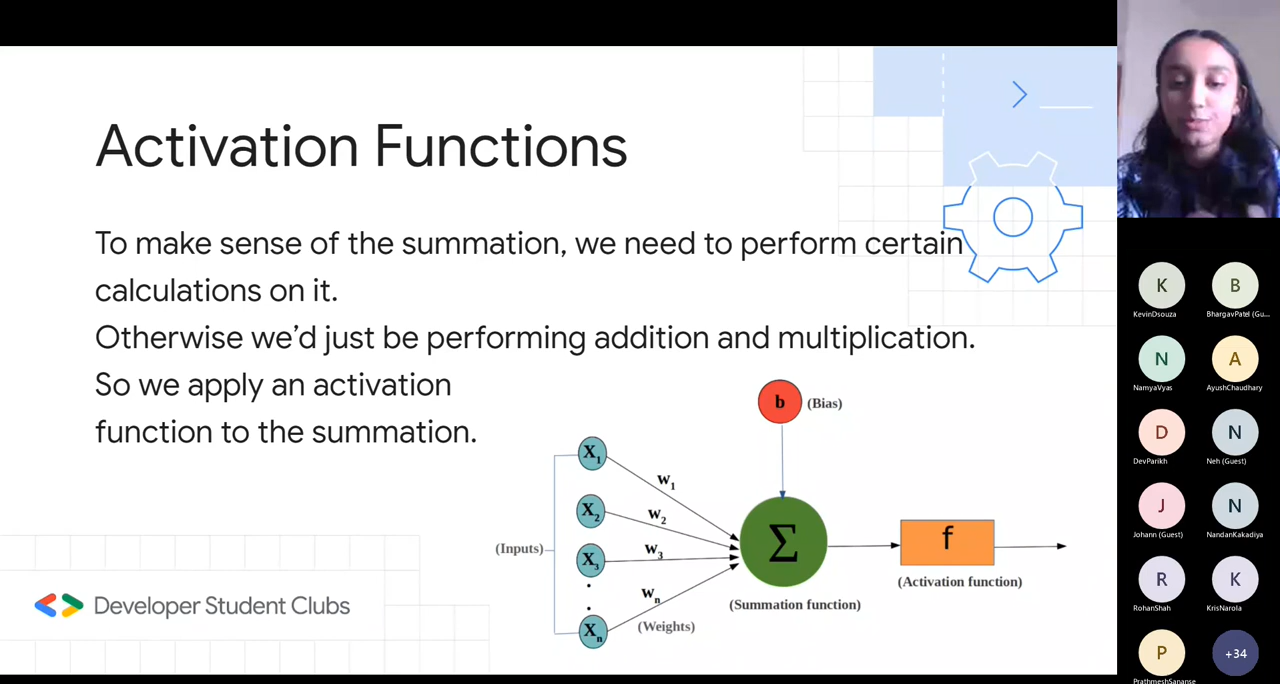 Activation Functions
To make sense of the summation, we need to perform certain
calculations on it.
Otherwise we'd just be performing addition and multiplication.
So we apply an activation
function to the summation.
b (Bias)
X1
w1
X2
w2
X3
w3
Xn
wn
(Inputs)
(Weights)
Σ
(Summation function)
f
(Activation function)
Developer Student Clubs
K
KevinDsouza
B
BhargavPatel (Gu...
N
NamyaVyas
A
AyushChaudhary
D
DevParikh
N
Neh (Guest)
J
Johann (Guest)
N
NandanKakadiya
R
RohanShah
K
KrisNarola
P
PrathmeshSananse
+34